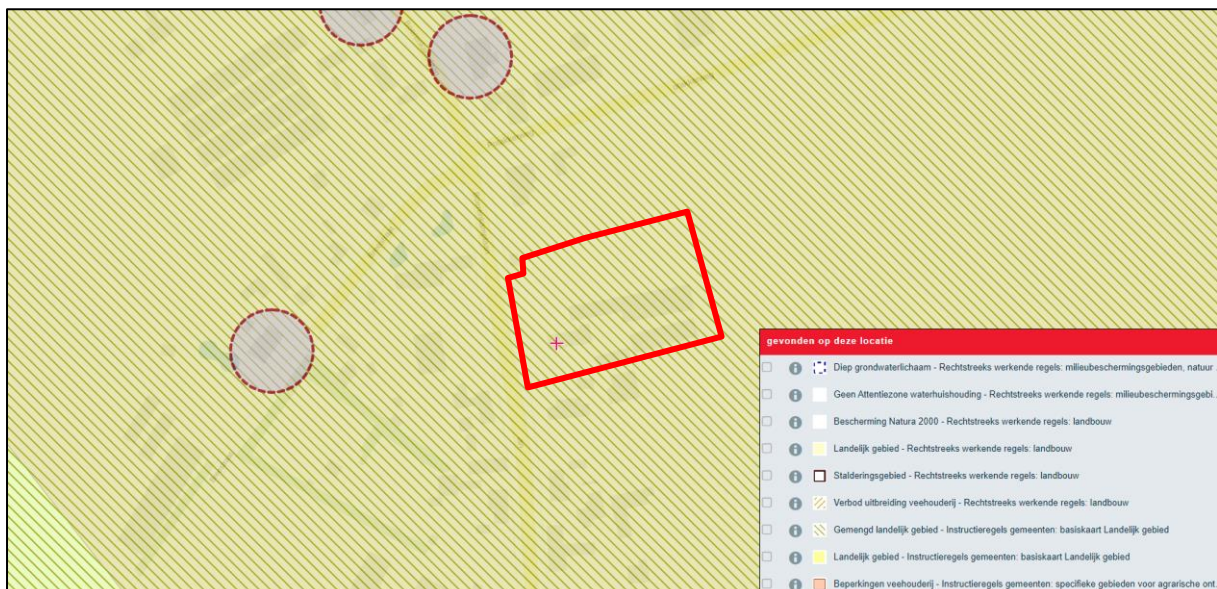 gevonden op deze locatie
Diep grondwaterlichaam - Rechtstreeks werkende regels: milieubeschermingsgebieden, natuur ...
Geen Attentiezone waterhuishouding - Rechtstreeks werkende regels: milieubeschermingsgebi...
Bescherming Natura 2000 - Rechtstreeks werkende regels: landbouw
Landelijk gebied - Rechtstreeks werkende regels: landbouw
Stalderingsgebied - Rechtstreeks werkende regels: landbouw
Verbod uitbreiding veehouderij - Rechtstreeks werkende regels: landbouw
Gemengd landelijk gebied - Instructieregels gemeenten: basiskaart Landelijk gebied
Landelijk gebied - Instructieregels gemeenten: basiskaart Landelijk gebied
Beperkingen veehouderij - Instructieregels gemeenten: specifieke gebieden voor agrarische ont...